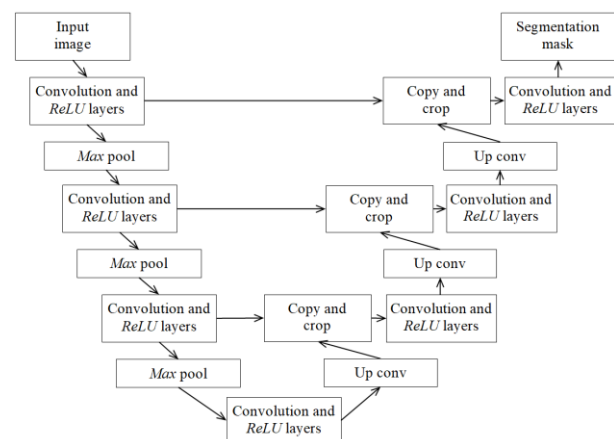 Input
image
Segmentation
mask
Convolution and
ReLU layers
Copy and
crop
Convolution and
ReLU layers
Max pool
Up conv
Convolution and
ReLU layers
Copy and
crop
Convolution and
ReLU layers
Max pool
Up conv
Convolution and
ReLU layers
Copy and
crop
Convolution and
ReLU layers
Max pool
Up conv
Convolution and
ReLU layers